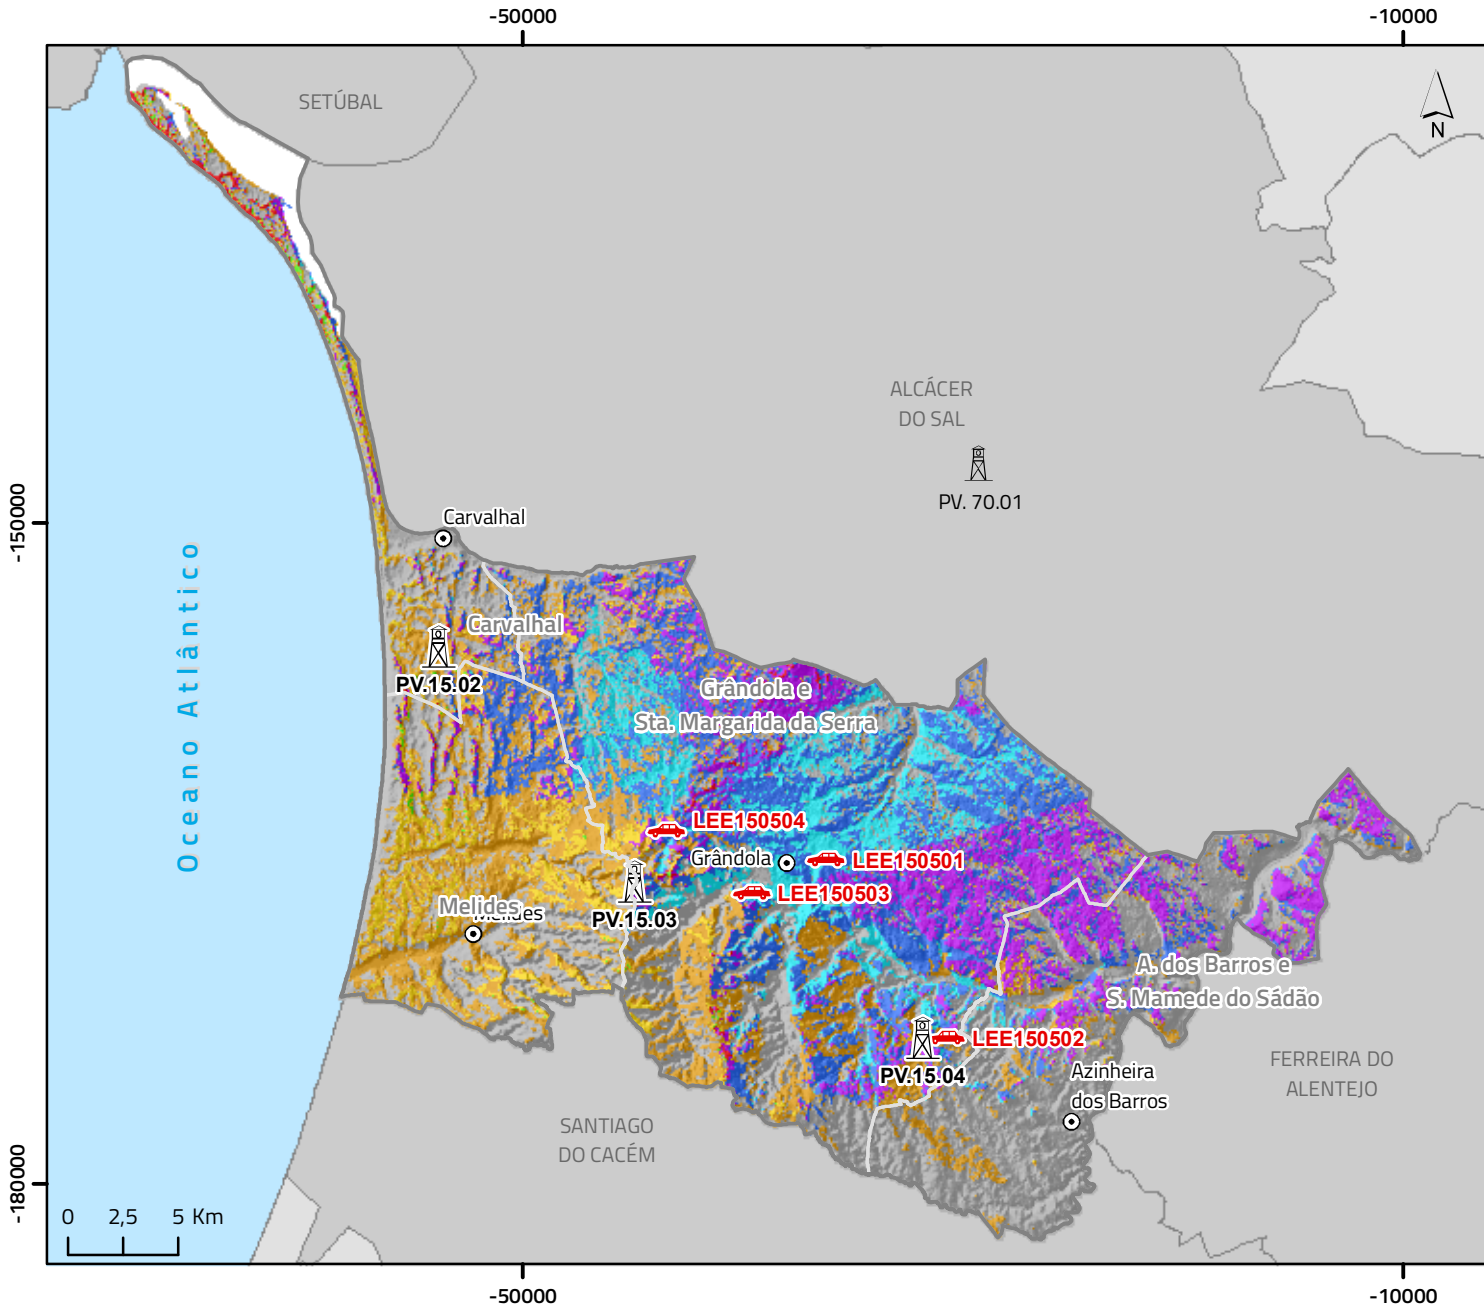 -50000
-10000
SETÚBAL
N
ALCÁCER
DO SAL
PV. 70.01
-150000
Carvalhal
Oceano Atlântico
Carvalhal
PV.15.02
Grândola e
Sta. Margarida da Serra
LEE150504
Grândola
LEE150501
LEE150503
PV.15.03
Melides
Melides
A. dos Barros e
S. Mamede do Sádão
LEE150502
PV.15.04
Azinheira
dos Barros
FERREIRA DO
ALENTEJO
SANTIAGO
DO CACÉM
-180000
0 2,5 5 Km
-50000
-10000